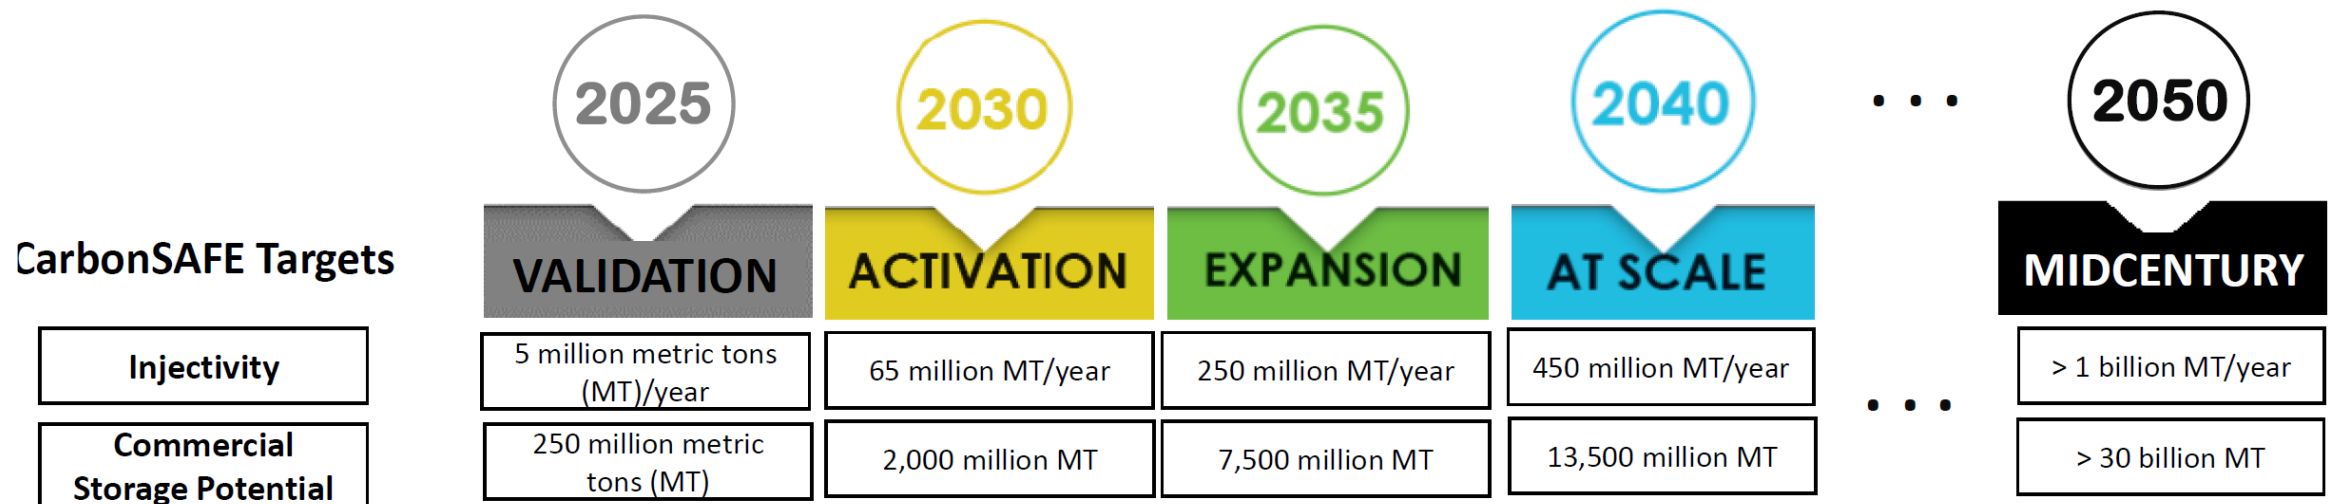 2025
2030
2035
2040
...
2050
CarbonSAFE Targets
VALIDATION
ACTIVATION
EXPANSION
AT SCALE
MIDCENTURY
Injectivity
5 million metric tons
(MT)/year
65 million MT/year
250 million MT/year
450 million MT/year
...
> 1 billion MT/year
Commercial
Storage Potential
250 million metric
tons (MT)
2,000 million MT
7,500 million MT
13,500 million MT
> 30 billion MT